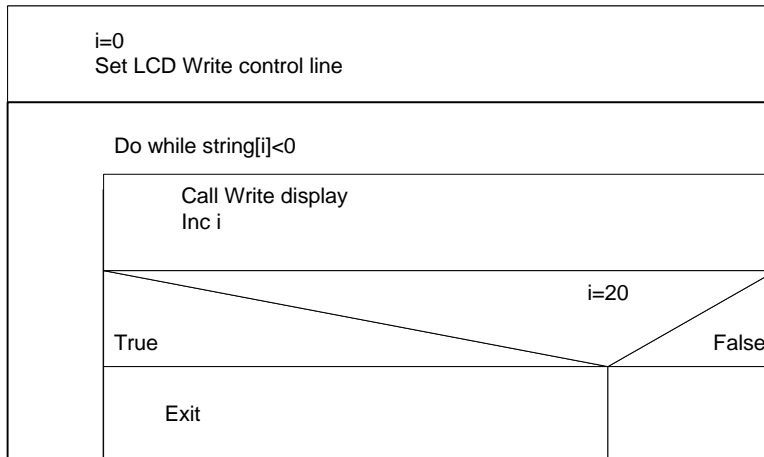 i=0
Set LCD Write control line
Do while string[i]<0
Call Write display
Inc i
i=20
True
False
Exit